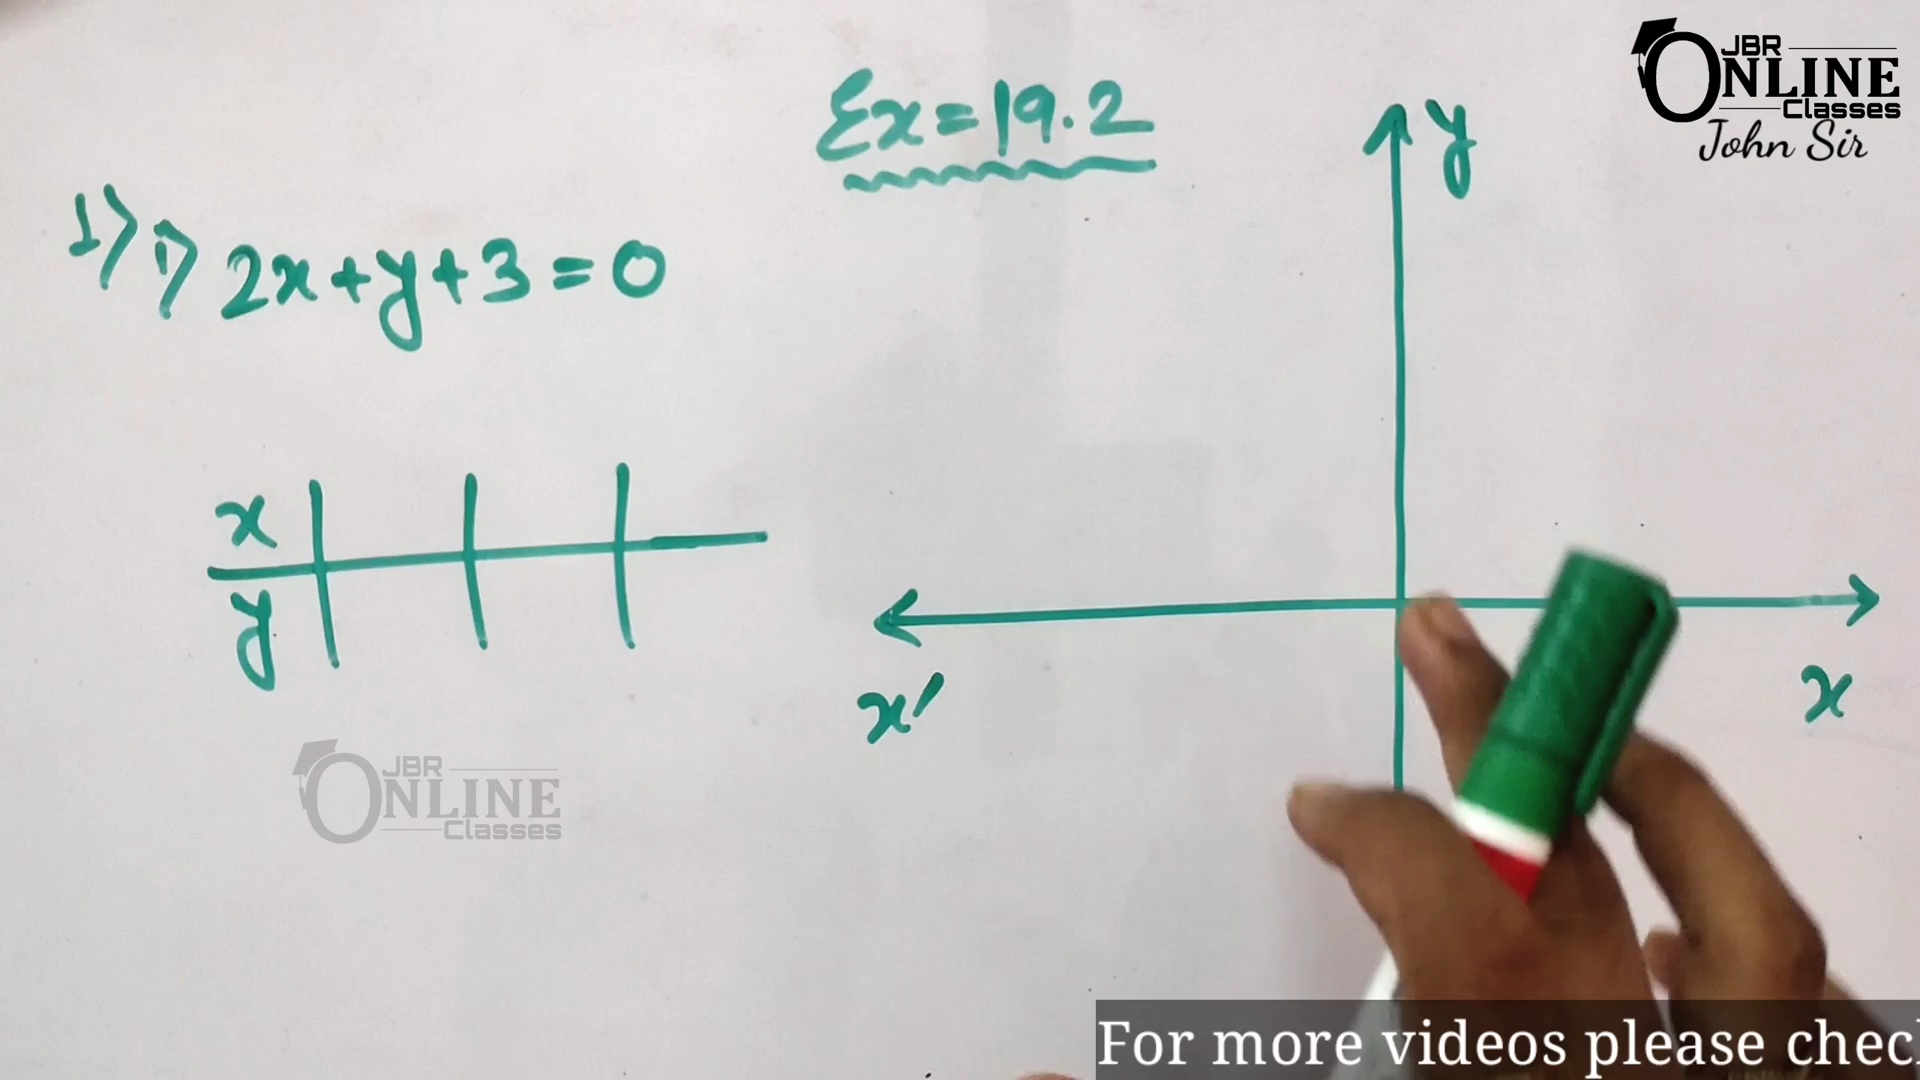 JBR
ONLINE
Classes
John Sir
Ex = 19.2
y
1) i) 2x + y + 3 = 0
x
y
x'
x
JBR
ONLINE
Classes
For more videos please chec